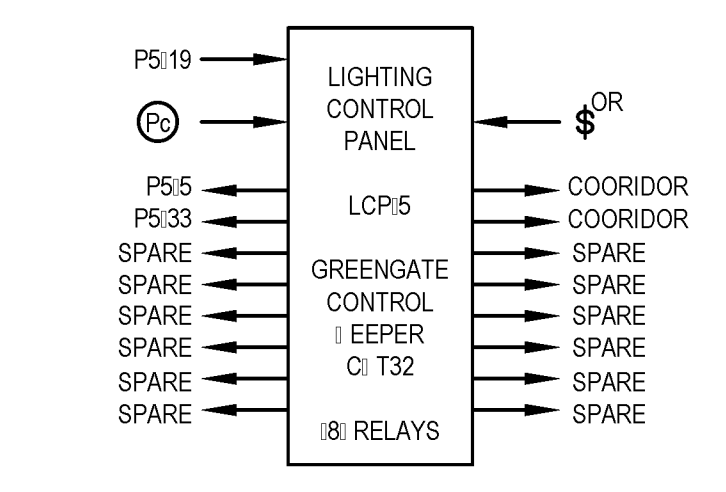 P5▯19
LIGHTING
CONTROL
PANEL
Pc
$ OR
P5▯5
P5▯33
SPARE
SPARE
SPARE
SPARE
SPARE
SPARE
LCP▯5
GREENGATE
CONTROL
▯EEPER
C▯ T32
▯8▯ RELAYS
COORIDOR
COORIDOR
SPARE
SPARE
SPARE
SPARE
SPARE
SPARE